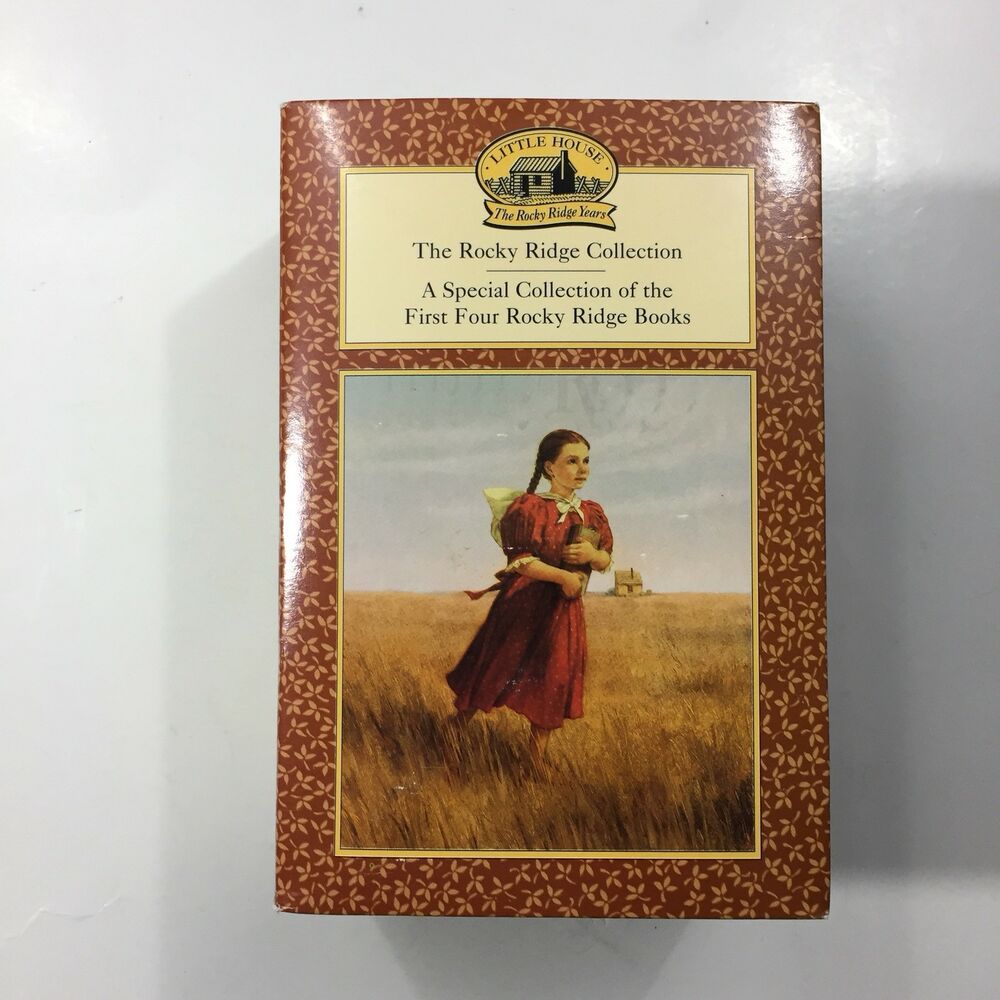 LITTLE HOUSE
The Rocky Ridge Years
The Rocky Ridge Collection
A Special Collection of the
First Four Rocky Ridge Books